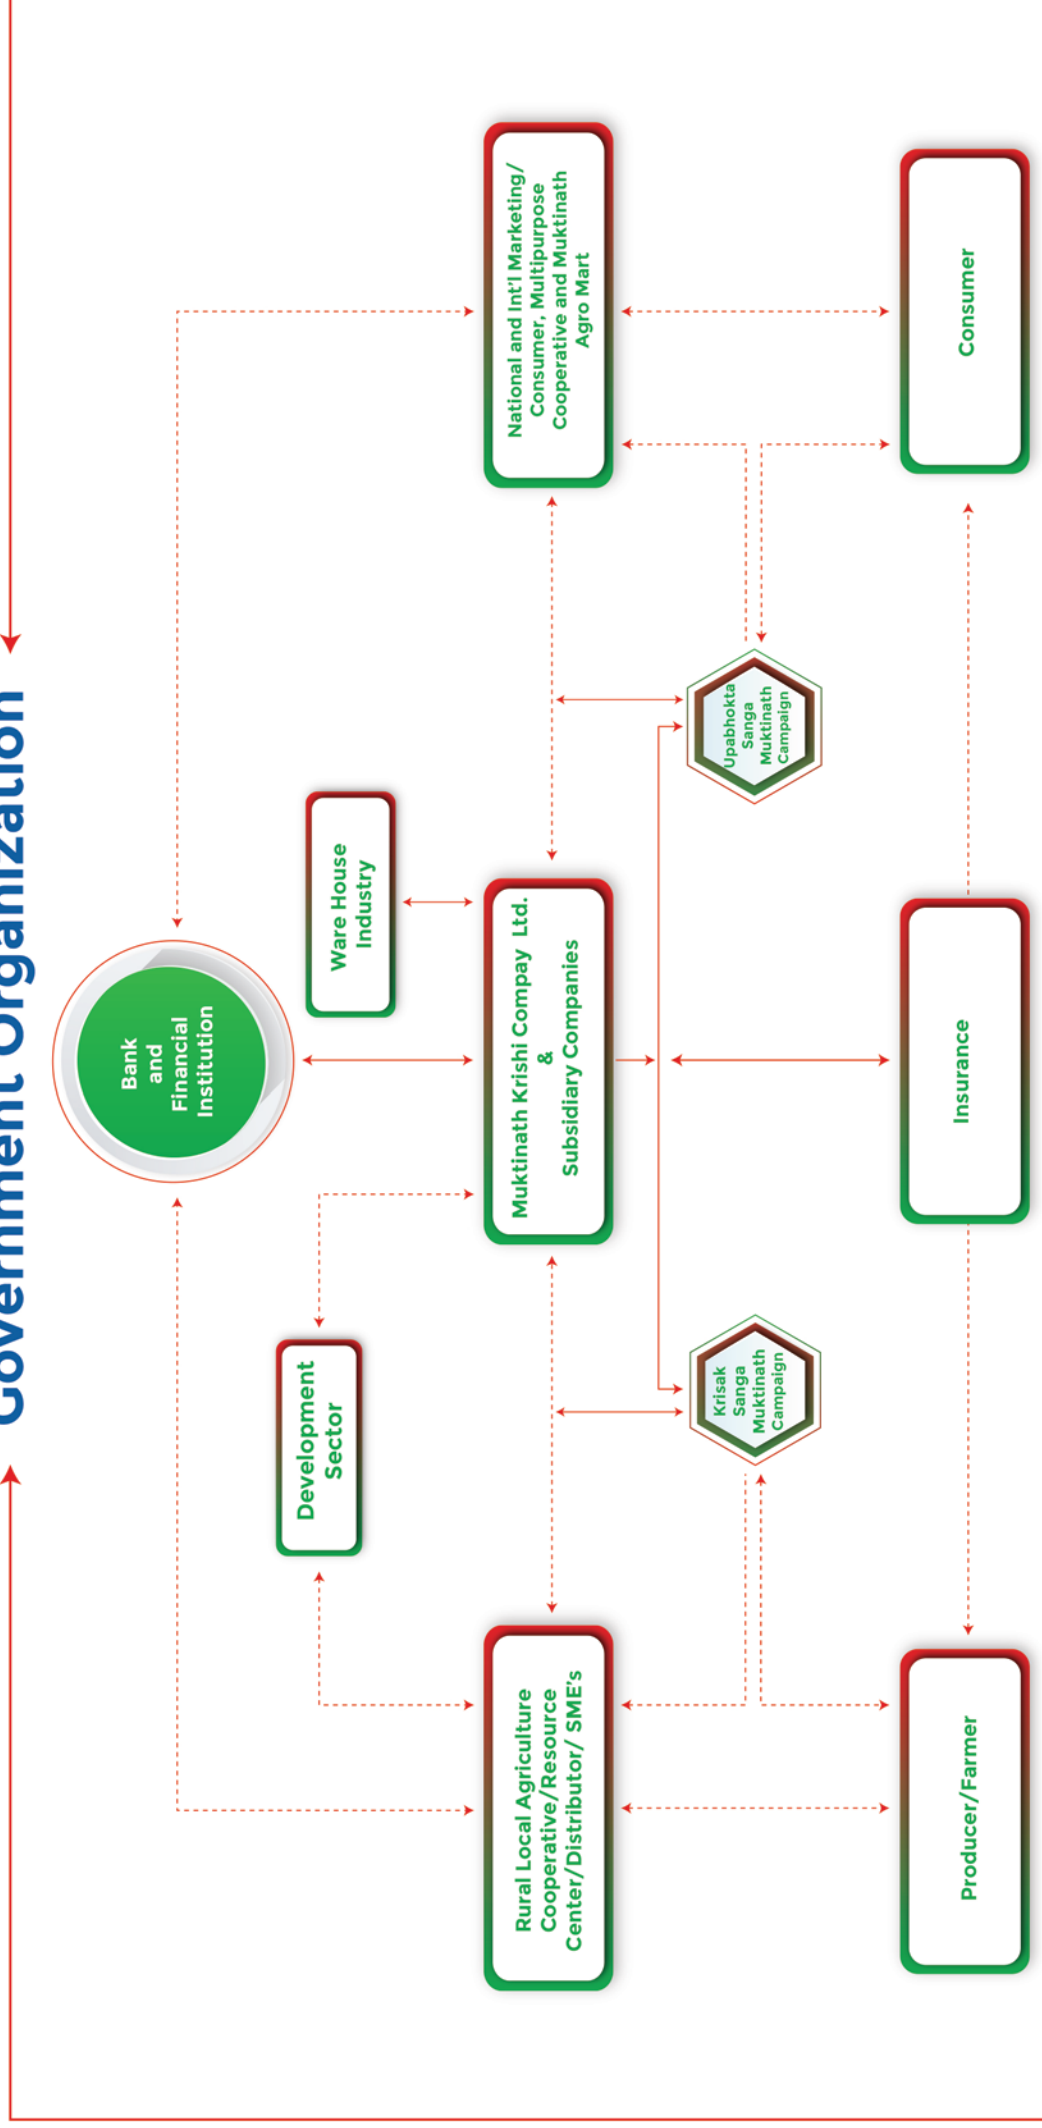 Government Organization
Bank
and
Financial
Institution
Development
Sector
Ware House
Industry
Rural Local Agriculture
Cooperative/Resource
Center/Distributor/ SME's
Muktinath Krishi Compay Ltd.
&
Subsidiary Companies
National and Int'l Marketing/
Consumer, Multipurpose
Cooperative and Muktinath
Agro Mart
Krisak
Sanga
Muktinath
Campaign
Upabhokta
Sanga
Muktinath
Campaign
Producer/Farmer
Insurance
Consumer